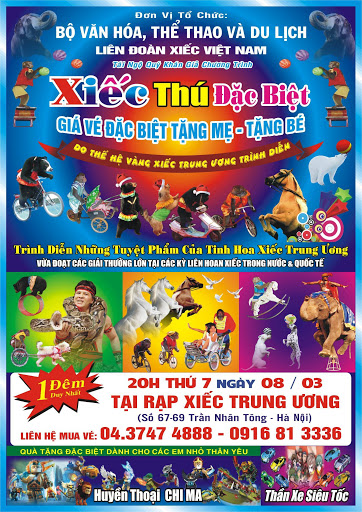 Đơn Vị Tổ Chức:
BỘ VĂN HÓA, THỂ THAO VÀ DU LỊCH
LIÊN ĐOÀN XIẾC VIỆT NAM
Tái Ngộ Quý Khán Giả Chương Trình
Xiếc Thú Đặc Biệt
GIÁ VÉ ĐẶC BIỆT TẶNG MẸ - TẶNG BÉ
DO THẾ HỆ VÀNG XIẾC TRUNG ƯƠNG TRÌNH DIỄN
Trình Diễn Những Tuyệt Phẩm Của Tinh Hoa Xiếc Trung Ương
VỪA ĐOẠT CÁC GIẢI THƯỞNG LỚN TẠI CÁC KỲ LIÊN HOAN XIẾC TRONG NƯỚC & QUỐC TẾ
1 Đêm
Duy Nhất
20H THỨ 7 NGÀY 08 / 03
TẠI RẠP XIẾC TRUNG ƯƠNG
(Số 67-69 Trần Nhân Tông - Hà Nội)
LIÊN HỆ MUA VÉ: 04.3747 4888 - 0916 81 3336
QUÀ TẶNG ĐẶC BIỆT DÀNH CHO CÁC EM NHỎ THÂN YÊU
Huyền Thoại CHI MA
Thần Xe Siêu Tốc